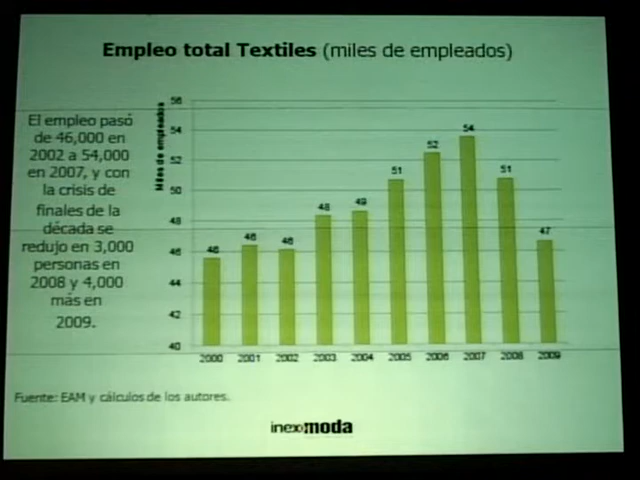 Empleo total Textiles (miles de empleados)
El empleo pasó
de 46,000 en
2002 a 54,000
en 2007, y con
la crisis de
finales de la
década se
redujo en 3,000
personas en
2008 y 4,000
más en
2009.
Miles de empleados
56
54
52
50
48
46
44
42
40
46
46
46
48
49
51
52
54
51
47
2000 2001 2002 2003 2004 2005 2006 2007 2008 2009
Fuente: EAM y cálculos de los autores.
inexmoda